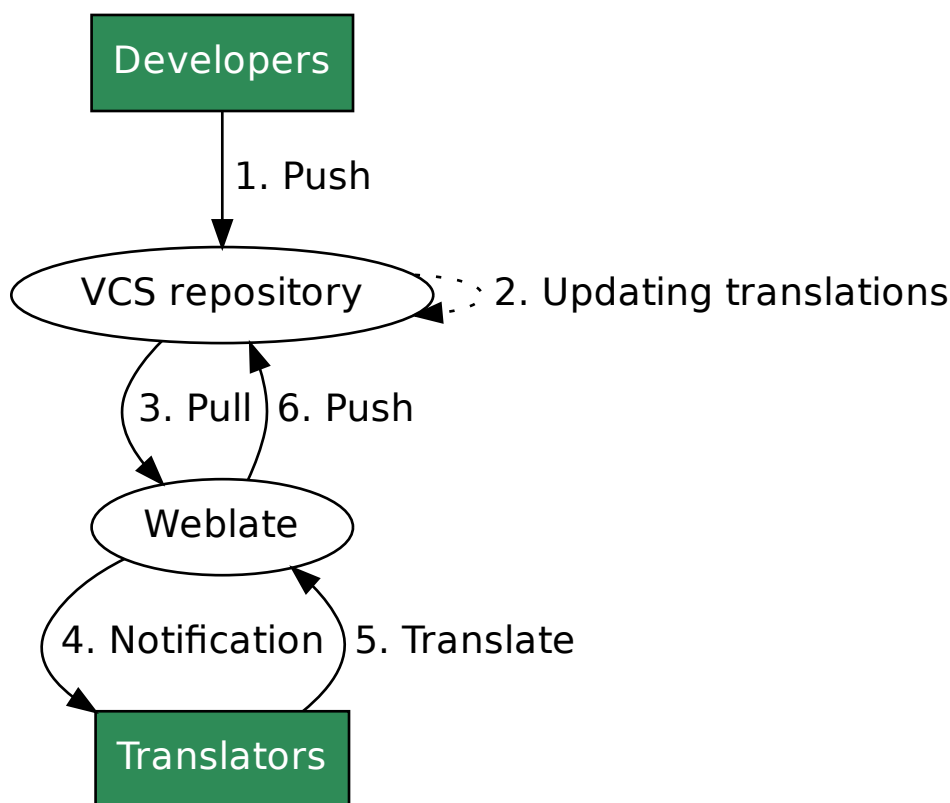 Developers
1. Push
VCS repository
2. Updating translations
3. Pull
6. Push
Weblate
4. Notification
5. Translate
Translators